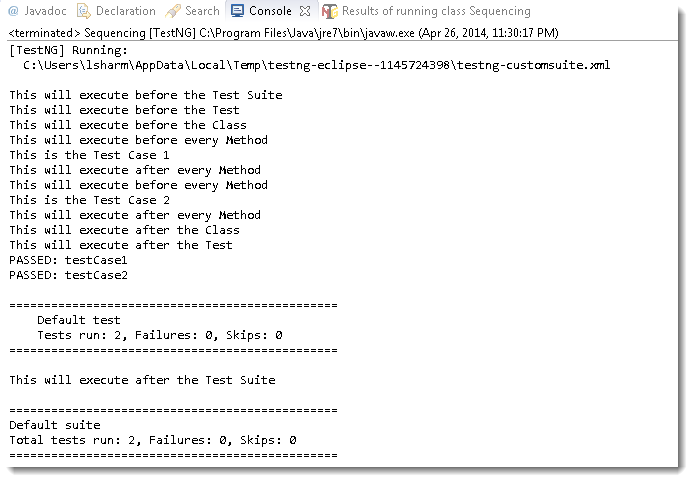 @ Javadoc Declaration Search Console Results of running class Sequencing
<terminated> Sequencing [TestNG] C:\Program Files\Java\jre7\bin\javaw.exe (Apr 26, 2014, 11:30:17 PM)
[TestNG] Running:
  C:\Users\lsharm\AppData\Local\Temp\testng-eclipse--1145724398\testng-customsuite.xml

This will execute before the Test Suite
This will execute before the Test
This will execute before the Class
This will execute before every Method
This is the Test Case 1
This will execute after every Method
This will execute before every Method
This is the Test Case 2
This will execute after every Method
This will execute after the Class
This will execute after the Test
PASSED: testCase1
PASSED: testCase2

===============================================
    Default test
    Tests run: 2, Failures: 0, Skips: 0
===============================================

This will execute after the Test Suite

===============================================
Default suite
Total tests run: 2, Failures: 0, Skips: 0
===============================================